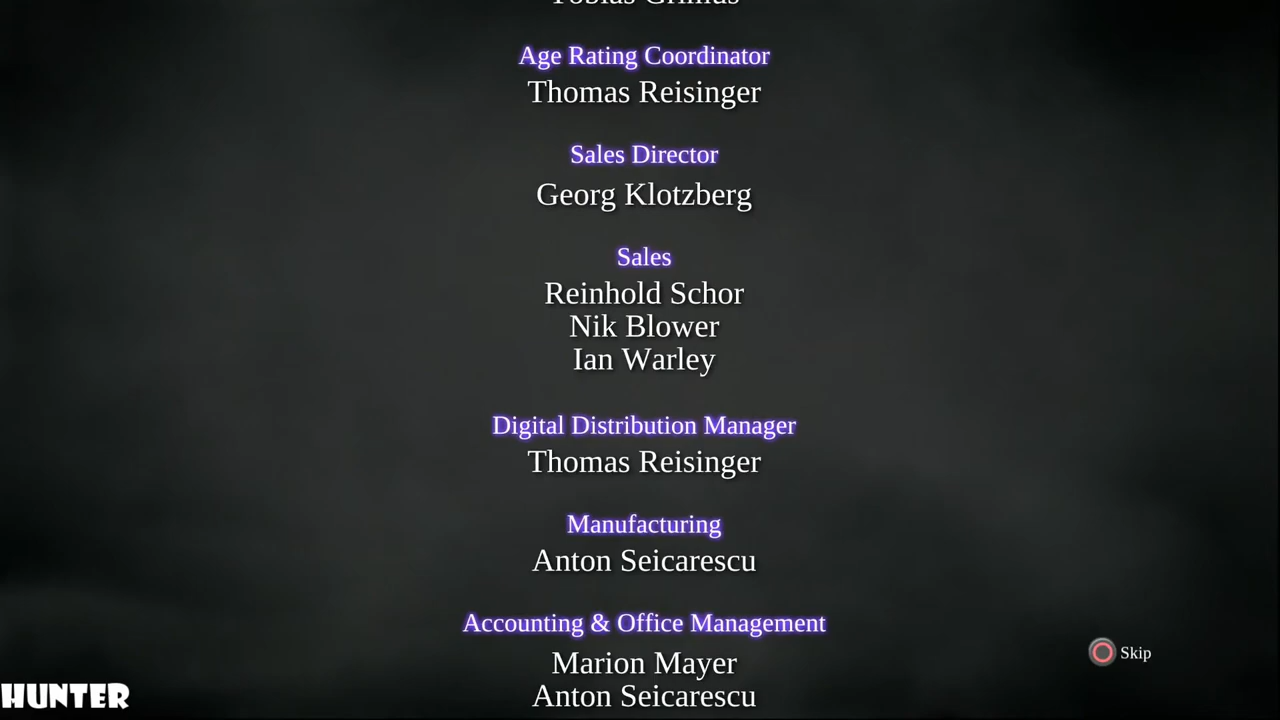 Age Rating Coordinator
Thomas Reisinger
Sales Director
Georg Klotzberg
Sales
Reinhold Schor
Nik Blower
Ian Warley
Digital Distribution Manager
Thomas Reisinger
Manufacturing
Anton Seicarescu
Accounting & Office Management
Marion Mayer
Anton Seicarescu
Skip
HUNTER